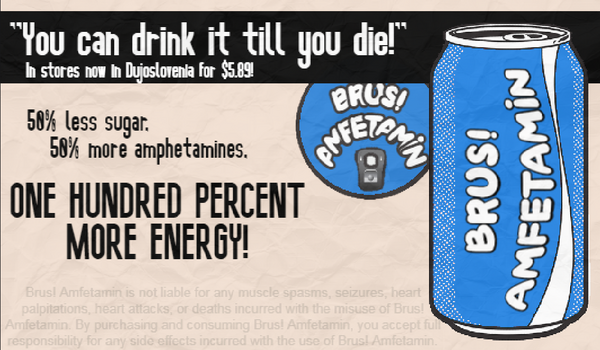 "You can drink it till you die!"
In stores now in Dujoslovenia for $5.89!
50% less sugar.
50% more amphetamines.
ONE HUNDRED PERCENT
MORE ENERGY!
BRUS!
ANFETAMiN
BRUS!
AMFETAMiN
Brus! Amfetamin is not liable for any muscle spasms, seizures, heart
palpitations, heart attacks, or deaths incurred with the misuse of Brus!
Amfetamin. By purchasing and consuming Brus! Amfetamin, you accept full
responsibility for any side effects incurred with the use of Brus! Amfetamin.